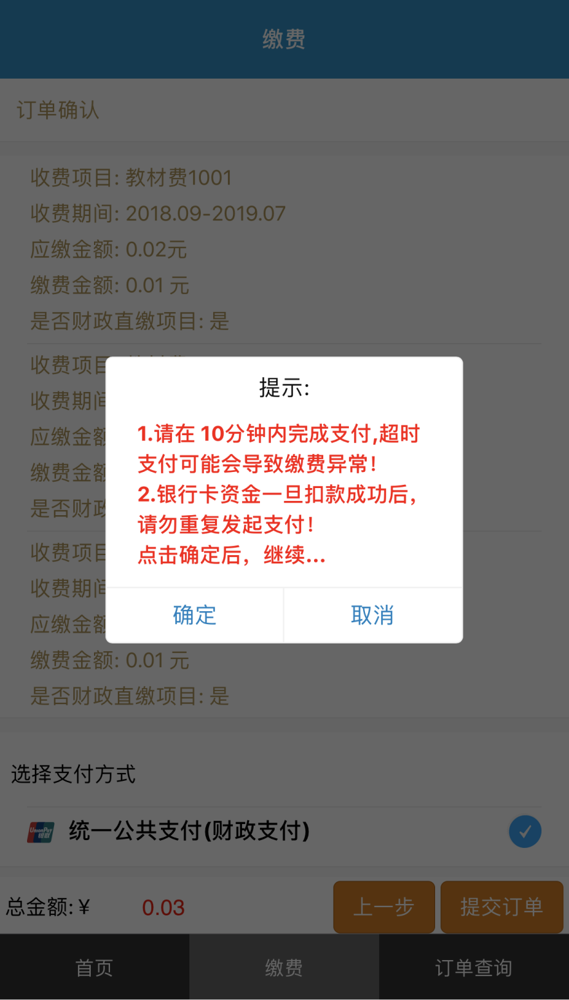 缴费
订单确认
收费项目: 教材费1001
收费期间: 2018.09-2019.07
应缴金额: 0.02元
缴费金额: 0.01 元
是否财政直缴项目: 是
收费项目
收费期间
应缴金额
缴费金额
是否财政
提示:
1.请在 10分钟内完成支付,超时
支付可能会导致缴费异常！
2.银行卡资金一旦扣款成功后，
请勿重复发起支付！
点击确定后，继续...
确定
取消
收费项目
收费期间
应缴金额
缴费金额: 0.01 元
是否财政直缴项目: 是
选择支付方式
UnionPay
银联
统一公共支付(财政支付)
总金额: ¥ 0.03
上一步
提交订单
首页
缴费
订单查询